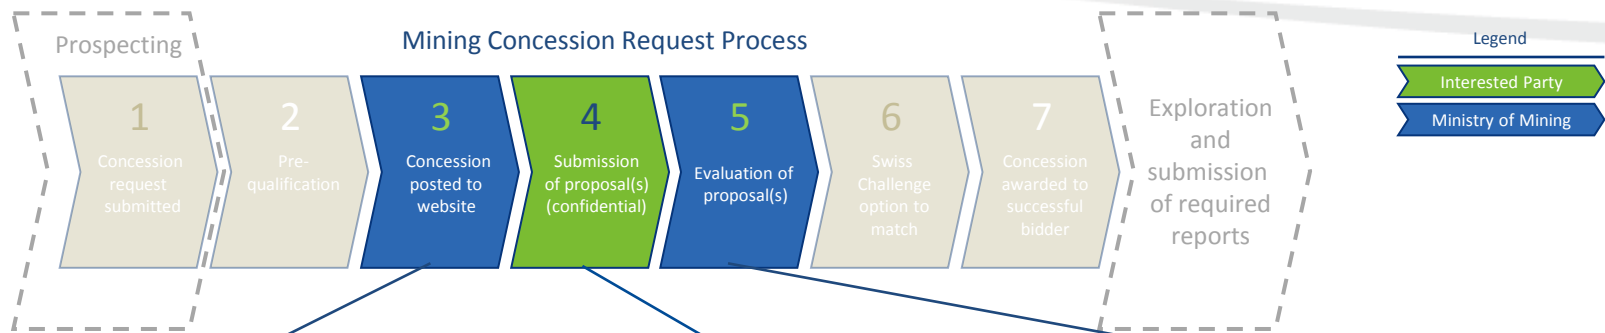 Prospecting
Mining Concession Request Process
Legend
Interested Party
Ministry of Mining
1
Concession
request
submitted
2
Pre-
qualification
3
Concession
posted to
website
4
Submission
of proposal(s)
(confidential)
5
Evaluation of
proposal(s)
6
Swiss
Challenge
option to
match
7
Concession
awarded to
successful
bidder
Exploration
and
submission
of required
reports